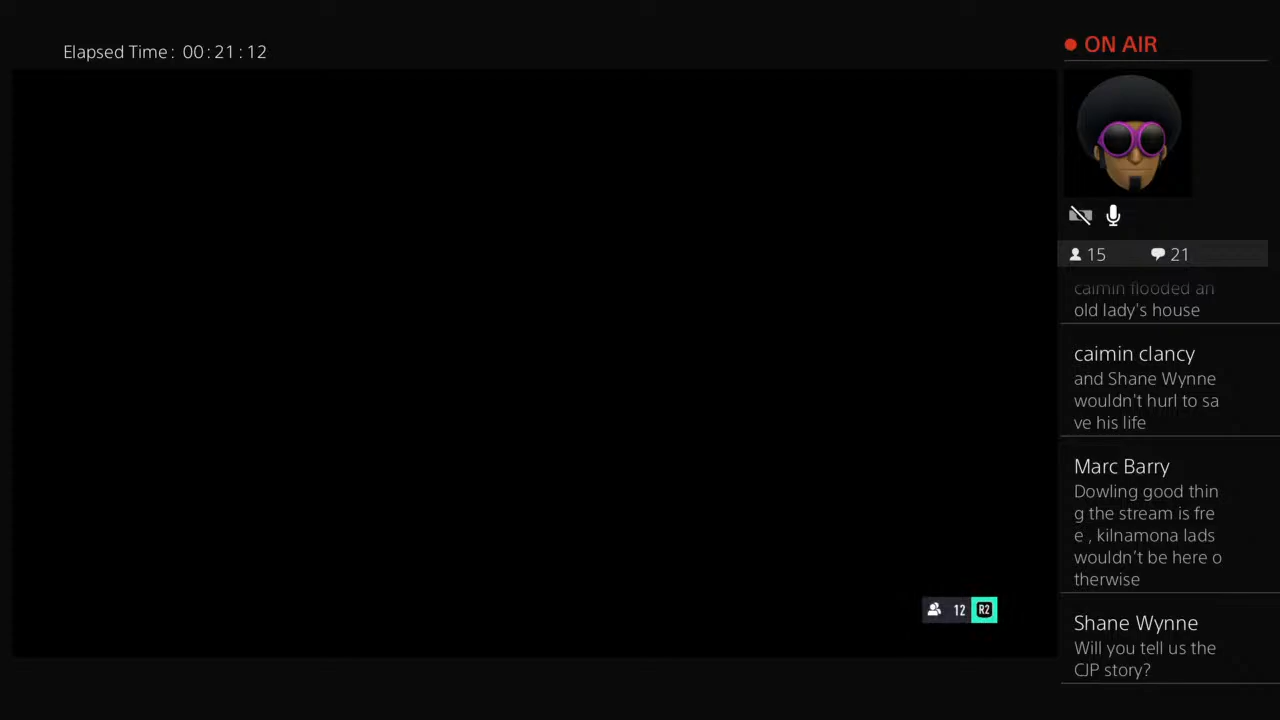 Elapsed Time: 00:21:12
ON AIR
15 21
caimin flooded an
old lady's house
caimin clancy
and Shane Wynne
wouldn't hurl to sa
ve his life
Marc Barry
Dowling good thin
g the stream is fre
e , kilnamona lads
wouldn't be here o
therwise
Shane Wynne
Will you tell us the
CJP story?
12 R2